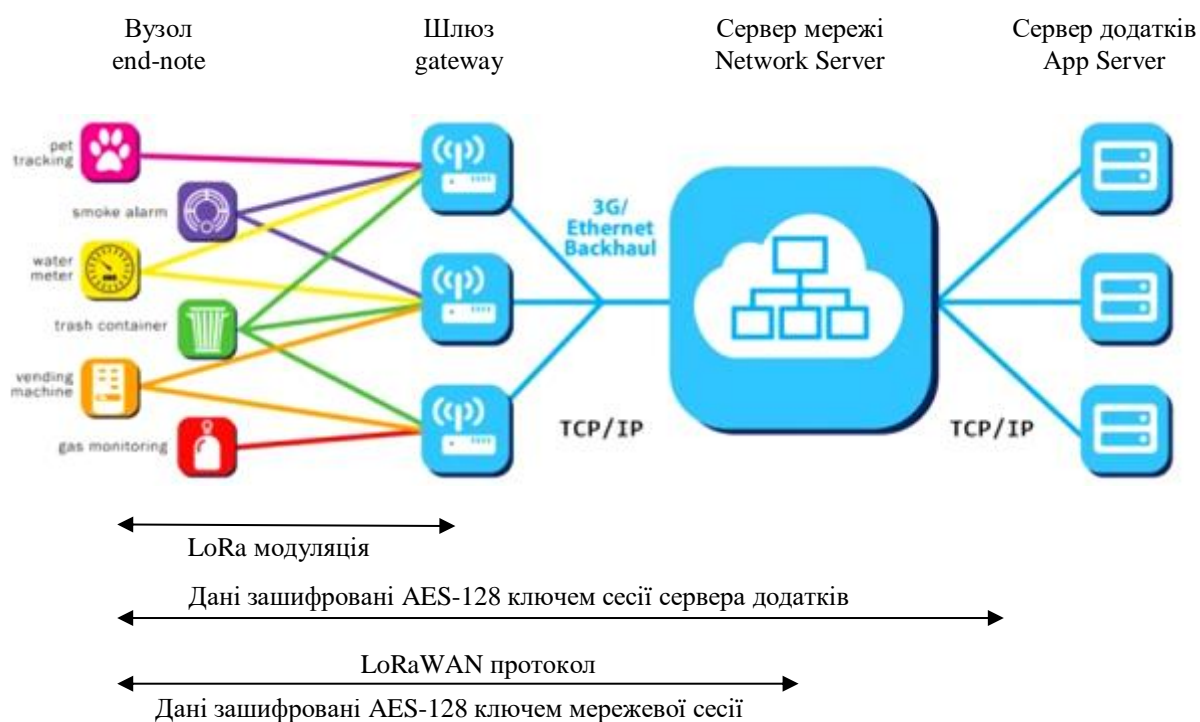 Вузол
end-note
Шлюз
gateway
Сервер мережі
Network Server
Сервер додатків
App Server
pet
tracking
smoke alarm
water
meter
trash container
vending
machine
gas monitoring
3G/
Ethernet
Backhaul
TCP/IP
TCP/IP
LoRa модуляція
Дані зашифровані AES-128 ключем сесії сервера додатків
LoRaWAN протокол
Дані зашифровані AES-128 ключем мережевої сесії